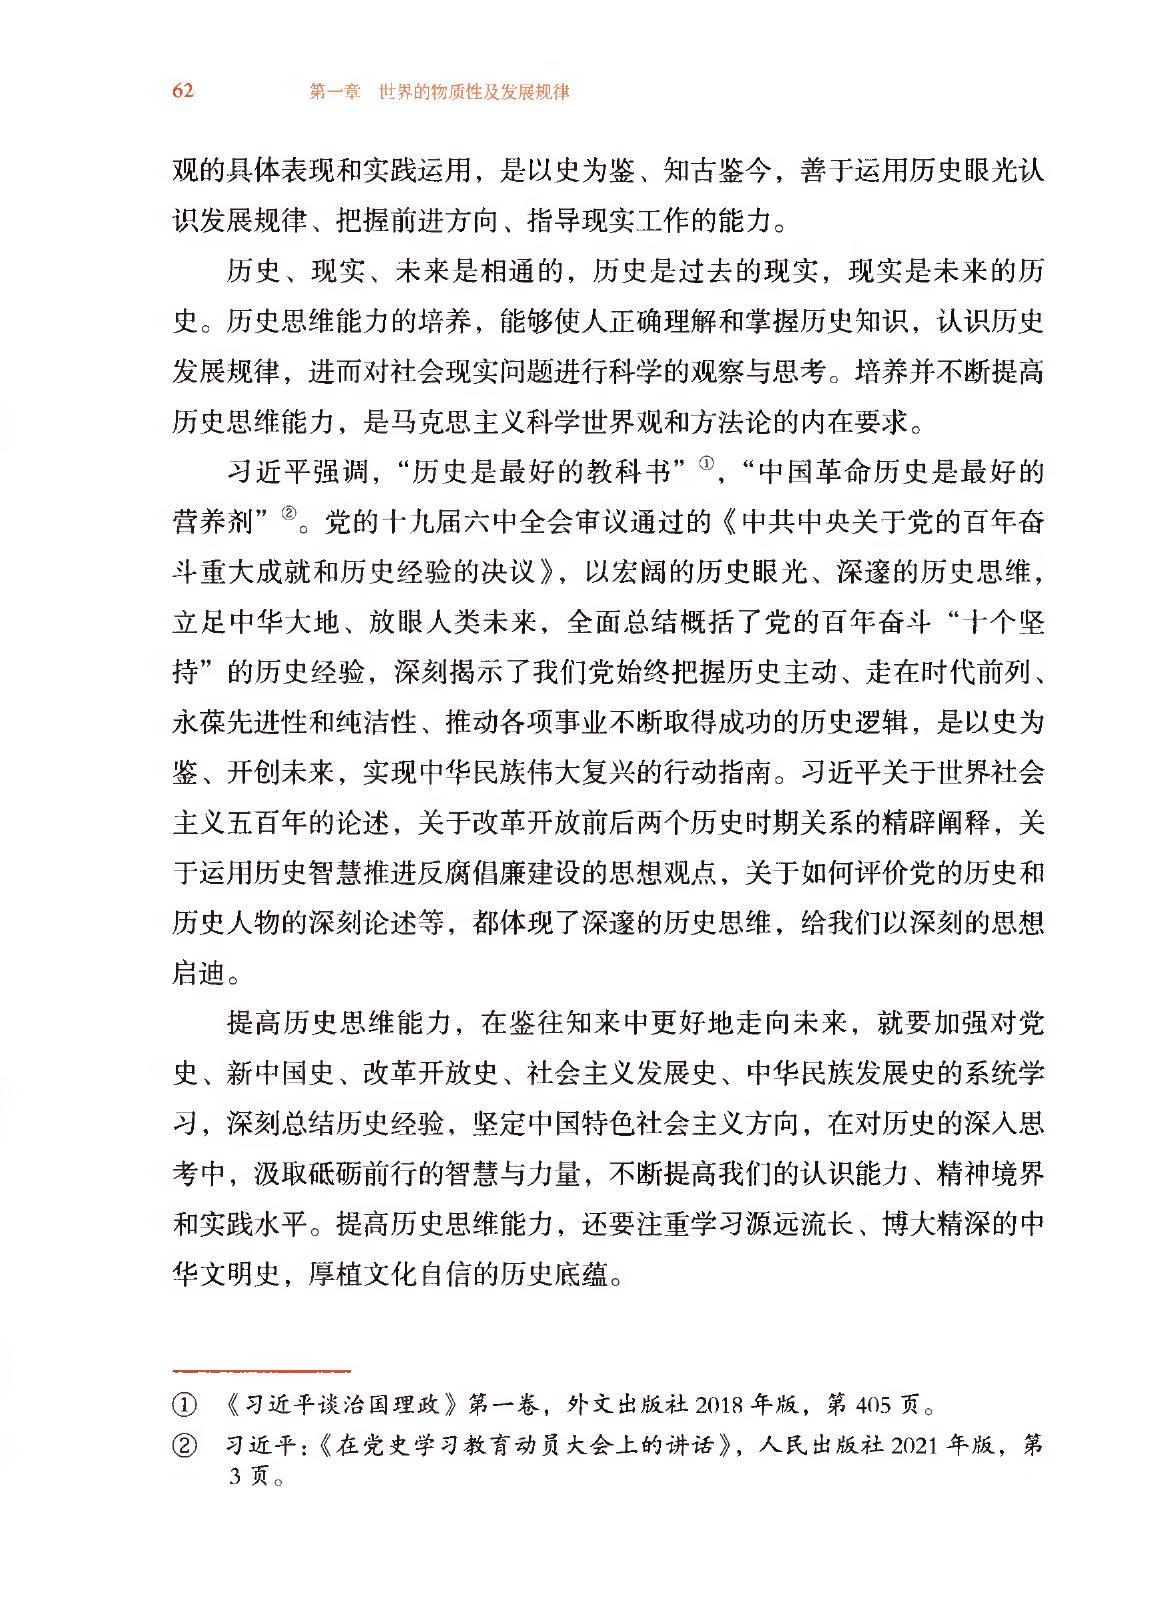 62 第一章 世界的物质性及发展规律
观的具体表现和实践运用，是以史为鉴、知古鉴今，善于运用历史眼光认
识发展规律、把握前进方向、指导现实工作的能力。
历史、现实、未来是相通的，历史是过去的现实，现实是未来的历
史。历史思维能力的培养，能够使人正确理解和掌握历史知识，认识历史
发展规律，进而对社会现实问题进行科学的观察与思考。培养并不断提高
历史思维能力，是马克思主义科学世界观和方法论的内在要求。
习近平强调，“历史是最好的教科书”①，“中国革命历史是最好的
营养剂”②。党的十九届六中全会审议通过的《中共中央关于党的百年奋
斗重大成就和历史经验的决议》，以宏阔的历史眼光、深邃的历史思维，
立足中华大地、放眼人类未来，全面总结概括了党的百年奋斗“十个坚
持”的历史经验，深刻揭示了我们党始终把握历史主动、走在时代前列、
永葆先进性和纯洁性、推动各项事业不断取得成功的历史逻辑，是以史为
鉴、开创未来，实现中华民族伟大复兴的行动指南。习近平关于世界社会
主义五百年的论述，关于改革开放前后两个历史时期关系的精辟阐释，关
于运用历史智慧推进反腐倡廉建设的思想观点，关于如何评价党的历史和
历史人物的深刻论述等，都体现了深邃的历史思维，给我们以深刻的思想
启迪。
提高历史思维能力，在鉴往知来中更好地走向未来，就要加强对党
史、新中国史、改革开放史、社会主义发展史、中华民族发展史的系统学
习，深刻总结历史经验，坚定中国特色社会主义方向，在对历史的深入思
考中，汲取砥砺前行的智慧与力量，不断提高我们的认识能力、精神境界
和实践水平。提高历史思维能力，还要注重学习源远流长、博大精深的中
华文明史，厚植文化自信的历史底蕴。
① 《习近平谈治国理政》第一卷，外文出版社 2018 年版，第 405 页。
② 习近平：《在党史学习教育动员大会上的讲话》，人民出版社 2021 年版，第
3 页。